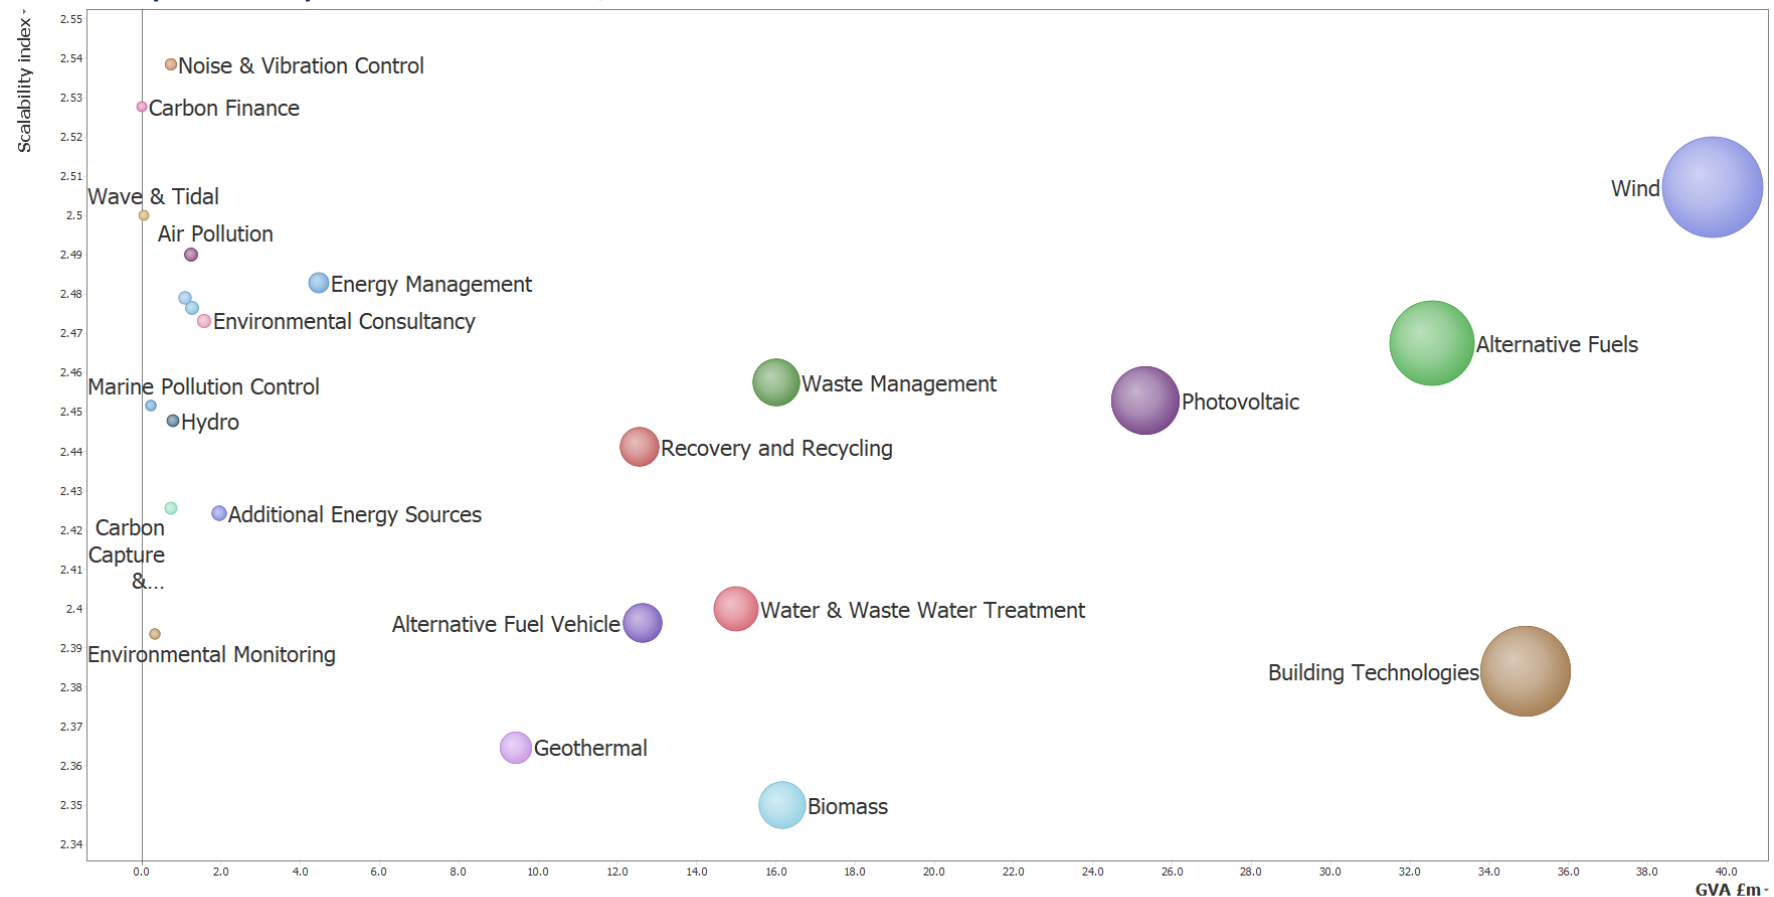 Scalability index
2.55
2.54
2.53
2.52
2.51
2.5
2.49
2.48
2.47
2.46
2.45
2.44
2.43
2.42
2.41
2.4
2.39
2.38
2.37
2.36
2.35
2.34
Noise & Vibration Control
Carbon Finance
Wind
Wave & Tidal
Air Pollution
Energy Management
Environmental Consultancy
Alternative Fuels
Marine Pollution Control
Waste Management
Photovoltaic
Hydro
Recovery and Recycling
Additional Energy Sources
Carbon
Capture
&...
Water & Waste Water Treatment
Alternative Fuel Vehicle
Environmental Monitoring
Building Technologies
Geothermal
Biomass
0.0 2.0 4.0 6.0 8.0 10.0 12.0 14.0 16.0 18.0 20.0 22.0 24.0 26.0 28.0 30.0 32.0 34.0 36.0 38.0 40.0
GVA £m